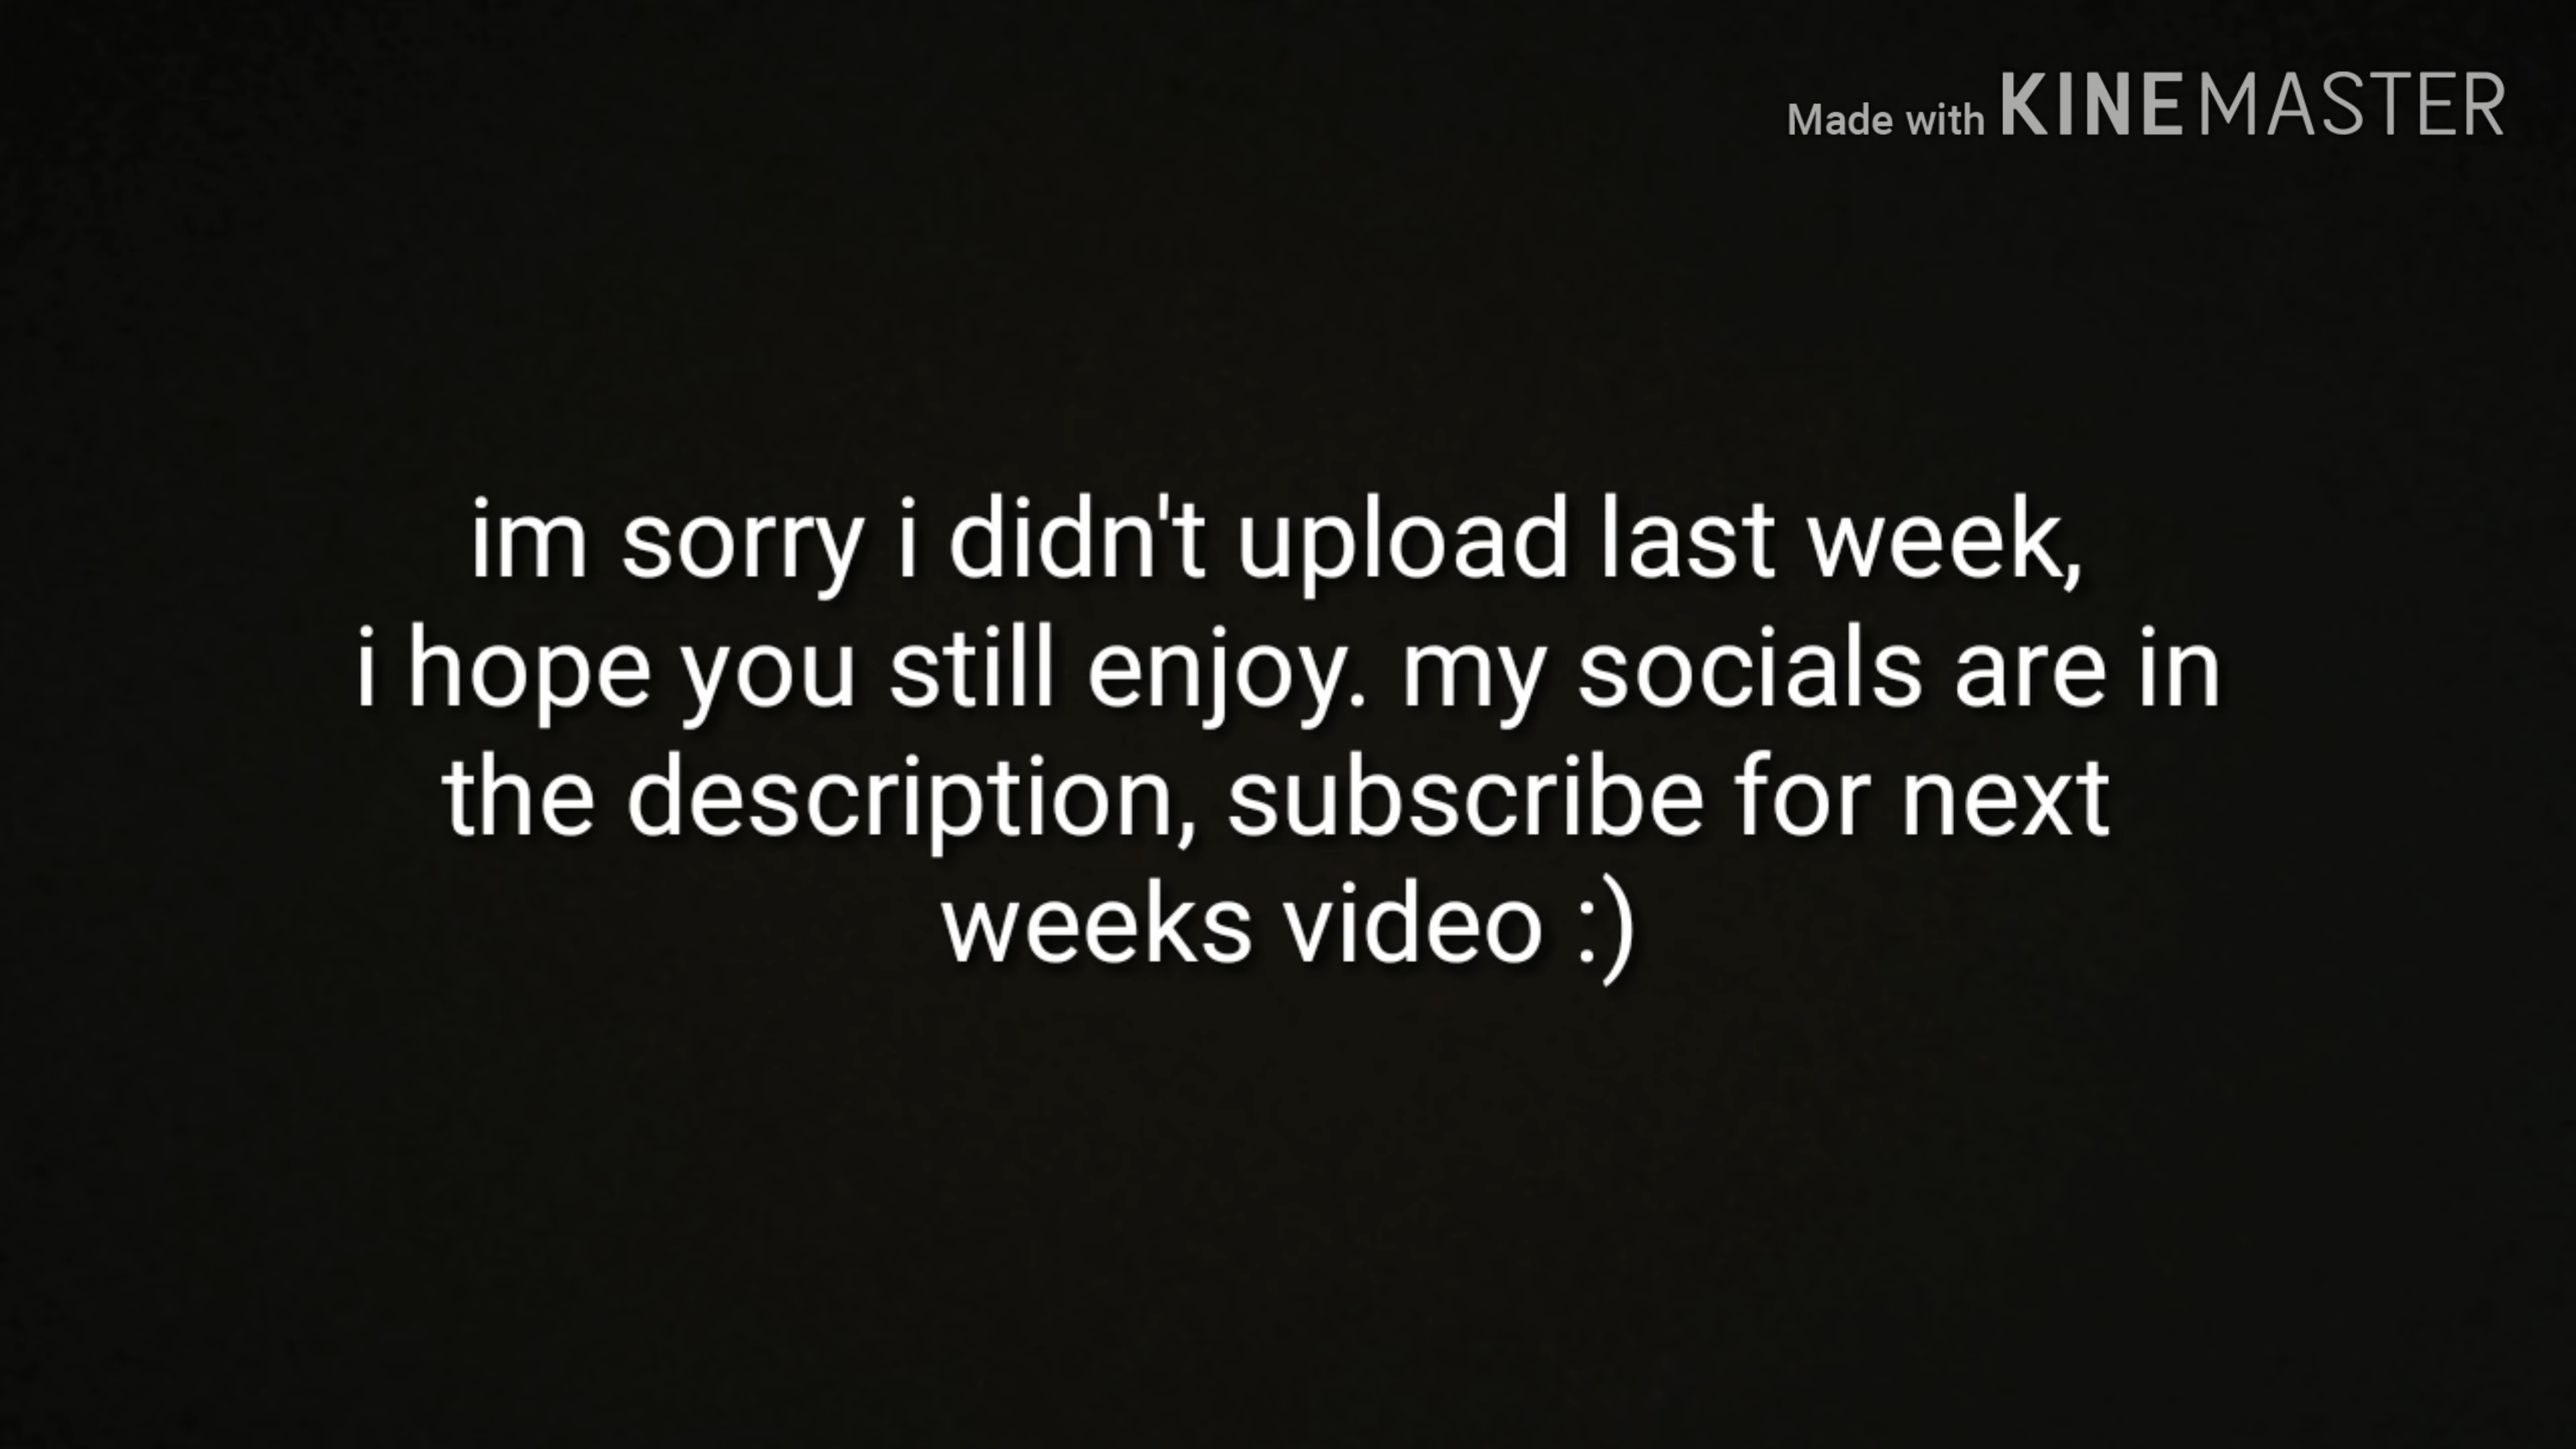 Made with KINEMASTER
im sorry i didn't upload last week,
i hope you still enjoy. my socials are in
the description, subscribe for next
weeks video :)